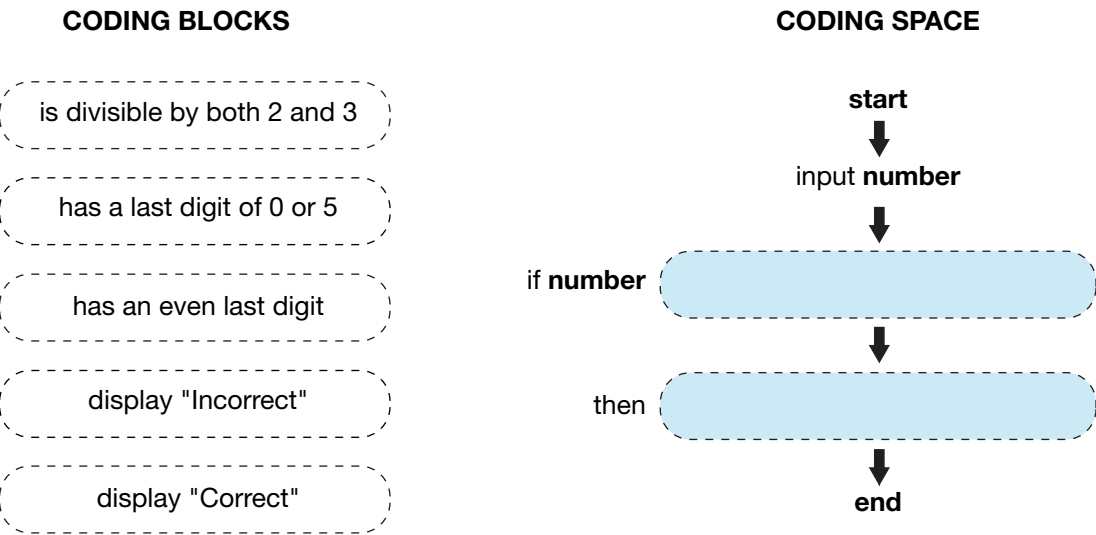 CODING BLOCKS
is divisible by both 2 and 3
has a last digit of 0 or 5
has an even last digit
display "Incorrect"
display "Correct"
CODING SPACE
start
input number
if number
then
end